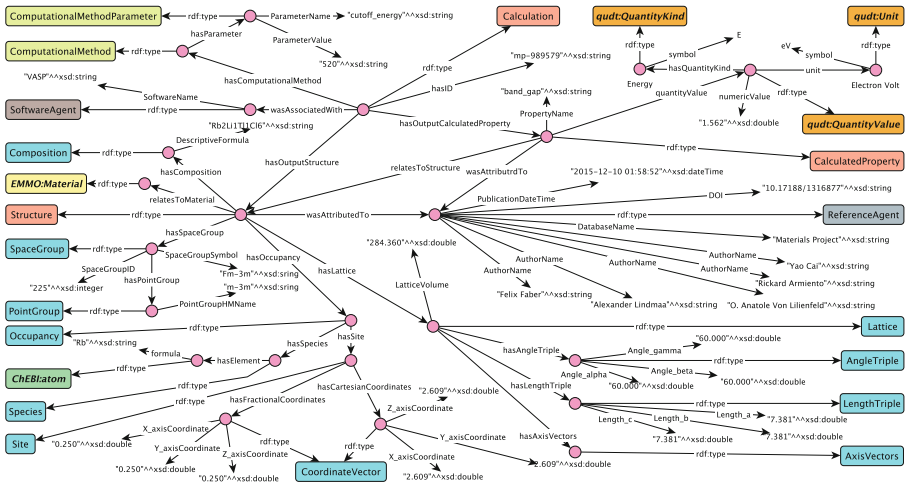 ComputationalMethodParameter
rdf:type
ParameterName
"cutoff_energy"^^xsd:string
Calculation
qudt:QuantityKind
qudt:Unit
hasParameter
ParameterValue
ComputationalMethod
rdf:type
"520"^^xsd:string
rdf:type
symbol
E
eV
symbol
rdf:type
hasComputationalMethod
rdf:type
"mp-989579"^^xsd:string
hasID
hasQuantityKind
unit
Energy
Electron Volt
"VASP"^^xsd:string
SoftwareName
"band_gap"^^xsd:string
quantityValue
numericValue
rdf:type
SoftwareAgent
rdf:type
wasAssociatedWith
PropertyName
"1.562"^^xsd:double
qudt:QuantityValue
"Rb2Li1Tl1Cl6"^^xsd:string
hasOutputCalculatedProperty
DescriptiveFormula
Composition
rdf:type
rdf:type
CalculatedProperty
hasOutputStructure
relatesToStructure
wasAttributrdTo
hasComposition
"2015-12-10 01:58:52"^^xsd:dateTime
EMMO:Material
rdf:type
PublicationDateTime
DOI
"10.17188/1316877"^^xsd:string
relatesToMaterial
Structure
rdf:type
wasAttributedTo
rdf:type
ReferenceAgent
DatabaseName
hasSpaceGroup
"Materials Project"^^xsd:string
SpaceGroup
rdf:type
SpaceGroupSymbol
hasOccupancy
"284.360"^^xsd:double
AuthorName
"Yao Cai"^^xsd:string
SpaceGroupID
"Fm-3m"^^xsd:sring
hasLattice
AuthorName
AuthorName
AuthorName
"Rickard Armiento"^^xsd:string
"225"^^xsd:integer
hasPointGroup
"m-3m"^^xsd:string
LatticeVolume
"Felix Faber"^^xsd:string
AuthorName
PointGroup
rdf:type
PointGroupHMName
"Alexander Lindmaa"^^xsd:string
"O. Anatole Von Lilienfeld"^^xsd:string
Occupancy
rdf:type
rdf:type
Lattice
"Rb"^^xsd:string
hasSite
hasSpecies
formula
hasElement
hasAngleTriple
Angle_gamma
"60.000"^^xsd:double
rdf:type
AngleTriple
ChEBI:atom
rdf:type
Angle_alpha
Angle_beta
rdf:type
hasCartesianCoordinates
"2.609"^^xsd:double
hasLengthTriple
"60.000"^^xsd:double
"60.000"^^xsd:double
Species
rdf:type
hasFractionalCoordinates
Z_axisCoordinate
rdf:type
LengthTriple
Length_a
"7.381"^^xsd:double
X_axisCoordinate
Length_c
Length_b
Site
"0.250"^^xsd:double
rdf:type
Y_axisCoordinate
hasAxisVectors
"7.381"^^xsd:double
7.381"^^xsd:double
Y_axisCoordinate
Z_axisCoordinate
rdf:type
X_axisCoordinate
rdf:type
AxisVectors
"0.250"^^xsd:double
"0.250"^^xsd:double
CoordinateVector
"2.609"^^xsd:double
2.609"^^xsd:double